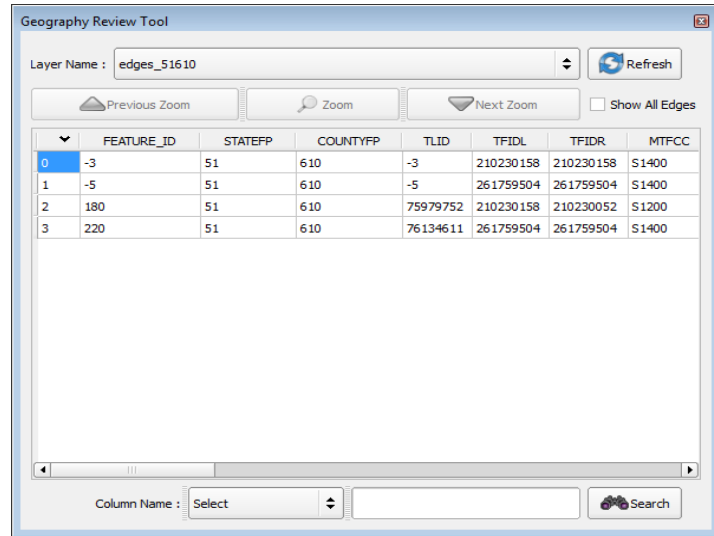 Geography Review Tool
Layer Name : edges_51610 Refresh
Previous Zoom Zoom Next Zoom Show All Edges
FEATURE_ID STATEFP COUNTYFP TLID TFIDL TFIDR MTFCC
0 -3 51 610 -3 210230158 210230158 S1400
1 -5 51 610 -5 261759504 261759504 S1400
2 180 51 610 75979752 210230158 210230052 S1200
3 220 51 610 76134611 261759504 261759504 S1400
Column Name : Select Search